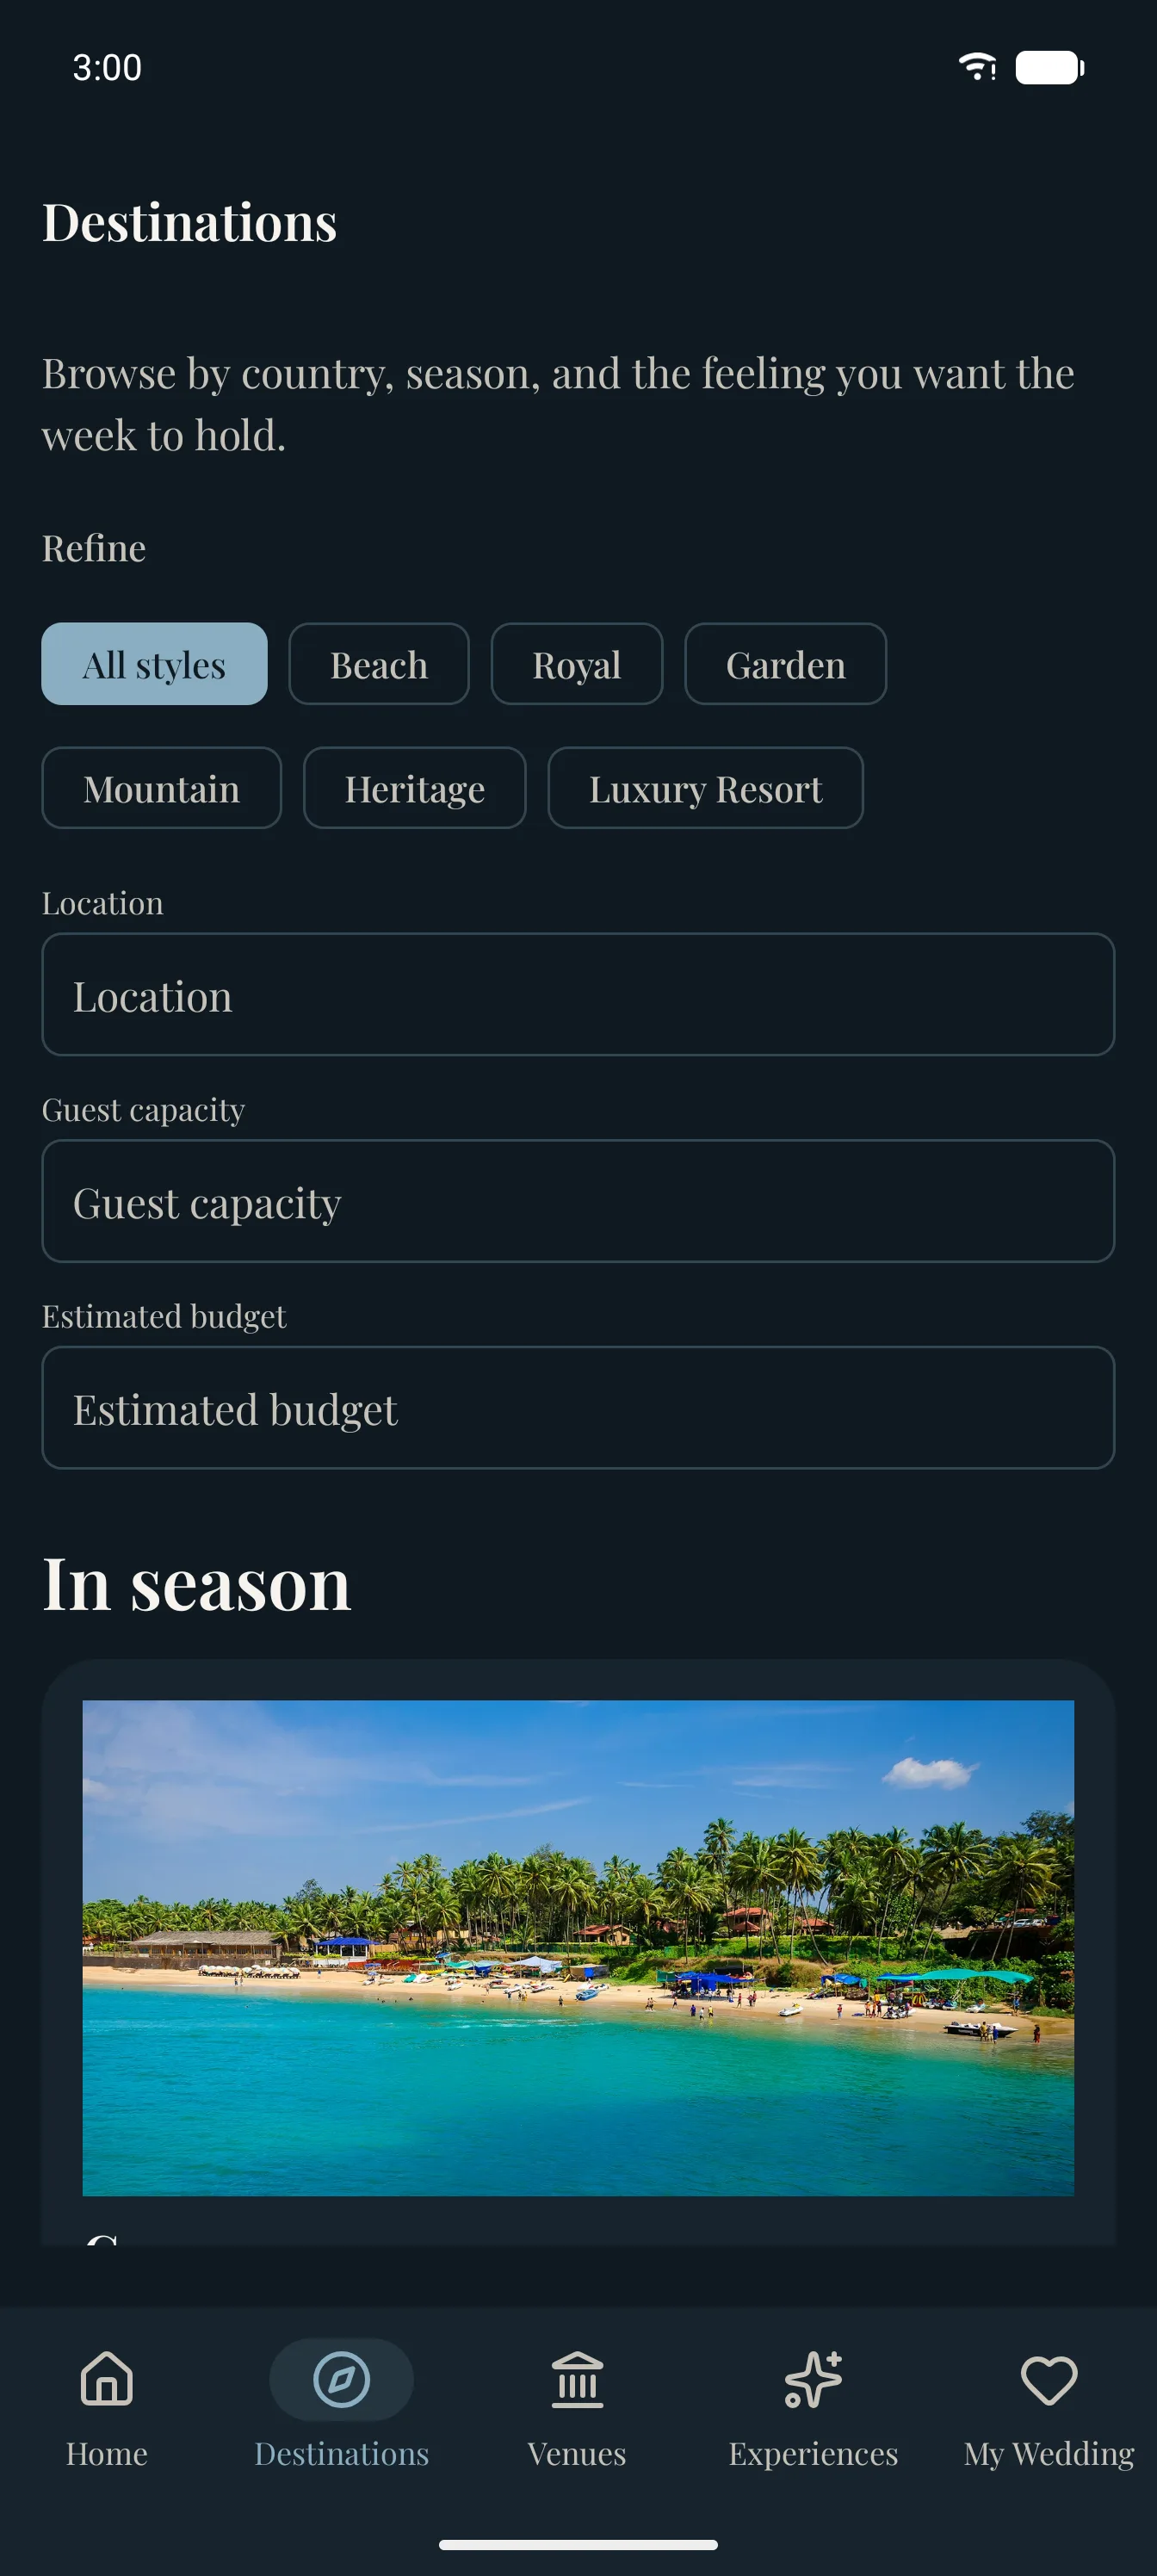 3:00
Destinations
Browse by country, season, and the feeling you want the
week to hold.
Refine
All styles Beach Royal Garden
Mountain Heritage Luxury Resort
Location
Location
Guest capacity
Guest capacity
Estimated budget
Estimated budget
In season
Home Destinations Venues Experiences My Wedding